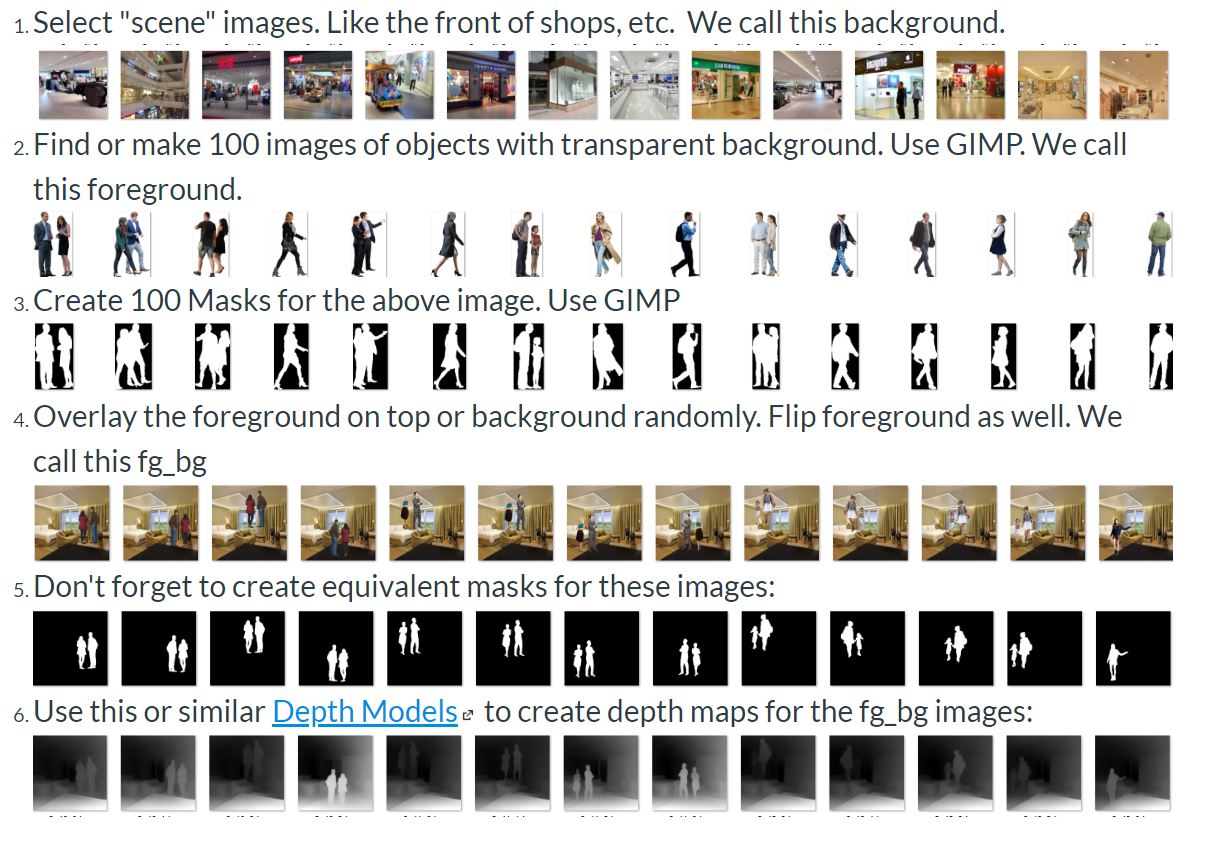 1. Select "scene" images. Like the front of shops, etc.  We call this background.
2. Find or make 100 images of objects with transparent background. Use GIMP. We call
this foreground.
3. Create 100 Masks for the above image. Use GIMP
4. Overlay the foreground on top or background randomly. Flip foreground as well. We
call this fg_bg
5. Don't forget to create equivalent masks for these images:
6. Use this or similar Depth Models to create depth maps for the fg_bg images: